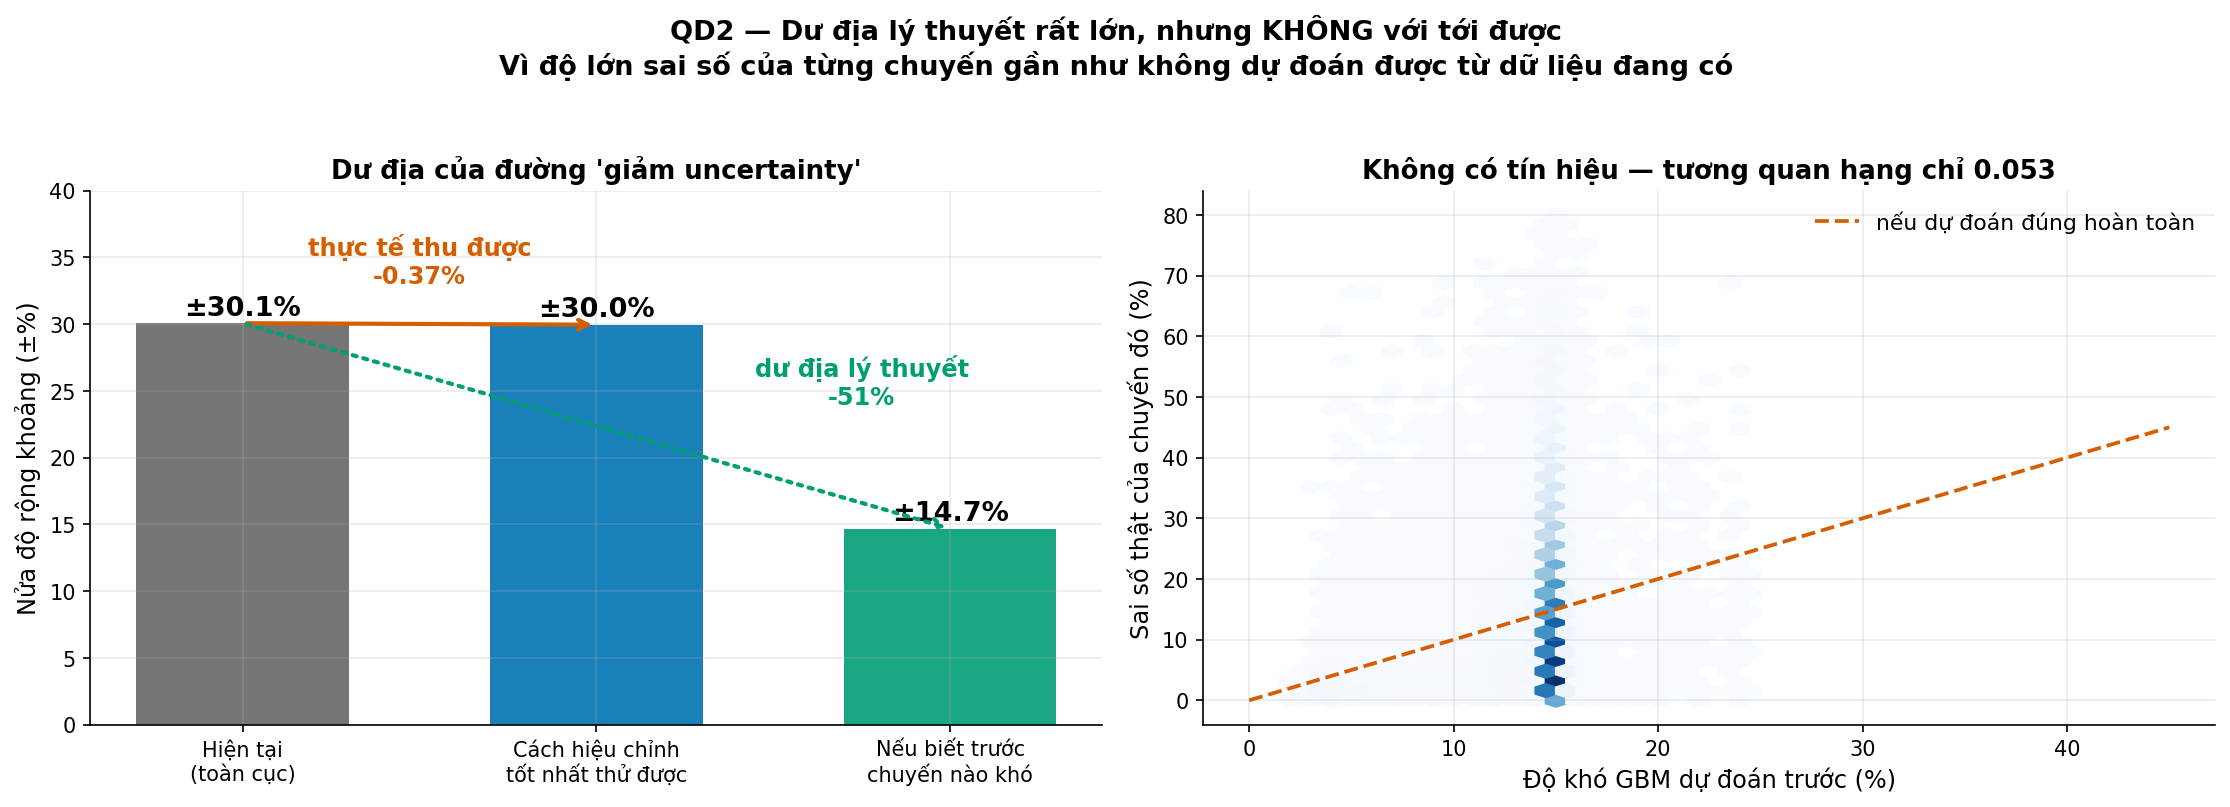 QD2 — Dư địa lý thuyết rất lớn, nhưng KHÔNG với tới được
Vì độ lớn sai số của từng chuyến gần như không dự đoán được từ dữ liệu đang có
Dư địa của đường 'giảm uncertainty'
Nửa độ rộng khoảng (±%)
40
35
30
25
20
15
10
5
0
thực tế thu được
-0.37%
±30.1%
±30.0%
dư địa lý thuyết
-51%
±14.7%
Hiện tại
(toàn cục)
Cách hiệu chỉnh
tốt nhất thử được
Nếu biết trước
chuyến nào khó
Không có tín hiệu — tương quan hạng chỉ 0.053
nếu dự đoán đúng hoàn toàn
Sai số thật của chuyến đó (%)
80
70
60
50
40
30
20
10
0
0
10
20
30
40
Độ khó GBM dự đoán trước (%)